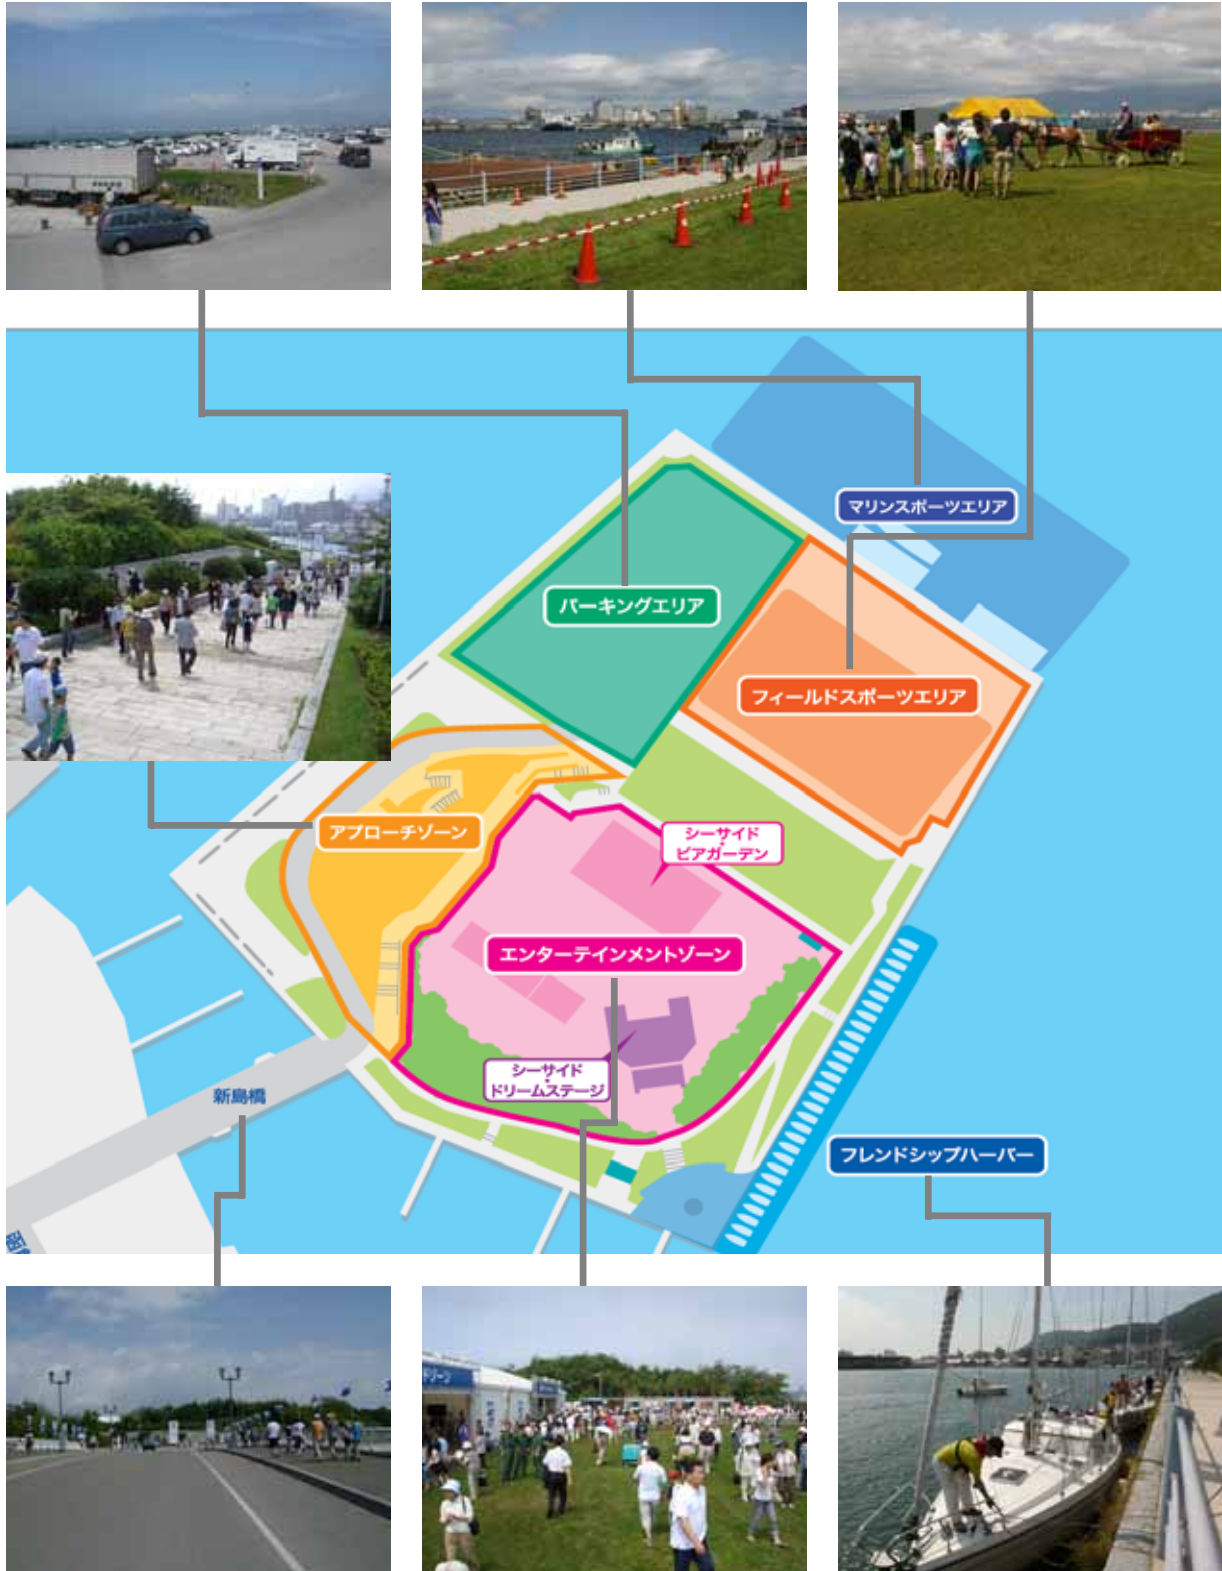 マリンスポーツエリア
パーキングエリア
フィールドスポーツエリア
アプローチゾーン
シーサイド
ビアガーデン
エンターテインメントゾーン
シーサイド
ドリームステージ
新島橋
フレンドシップハーバー